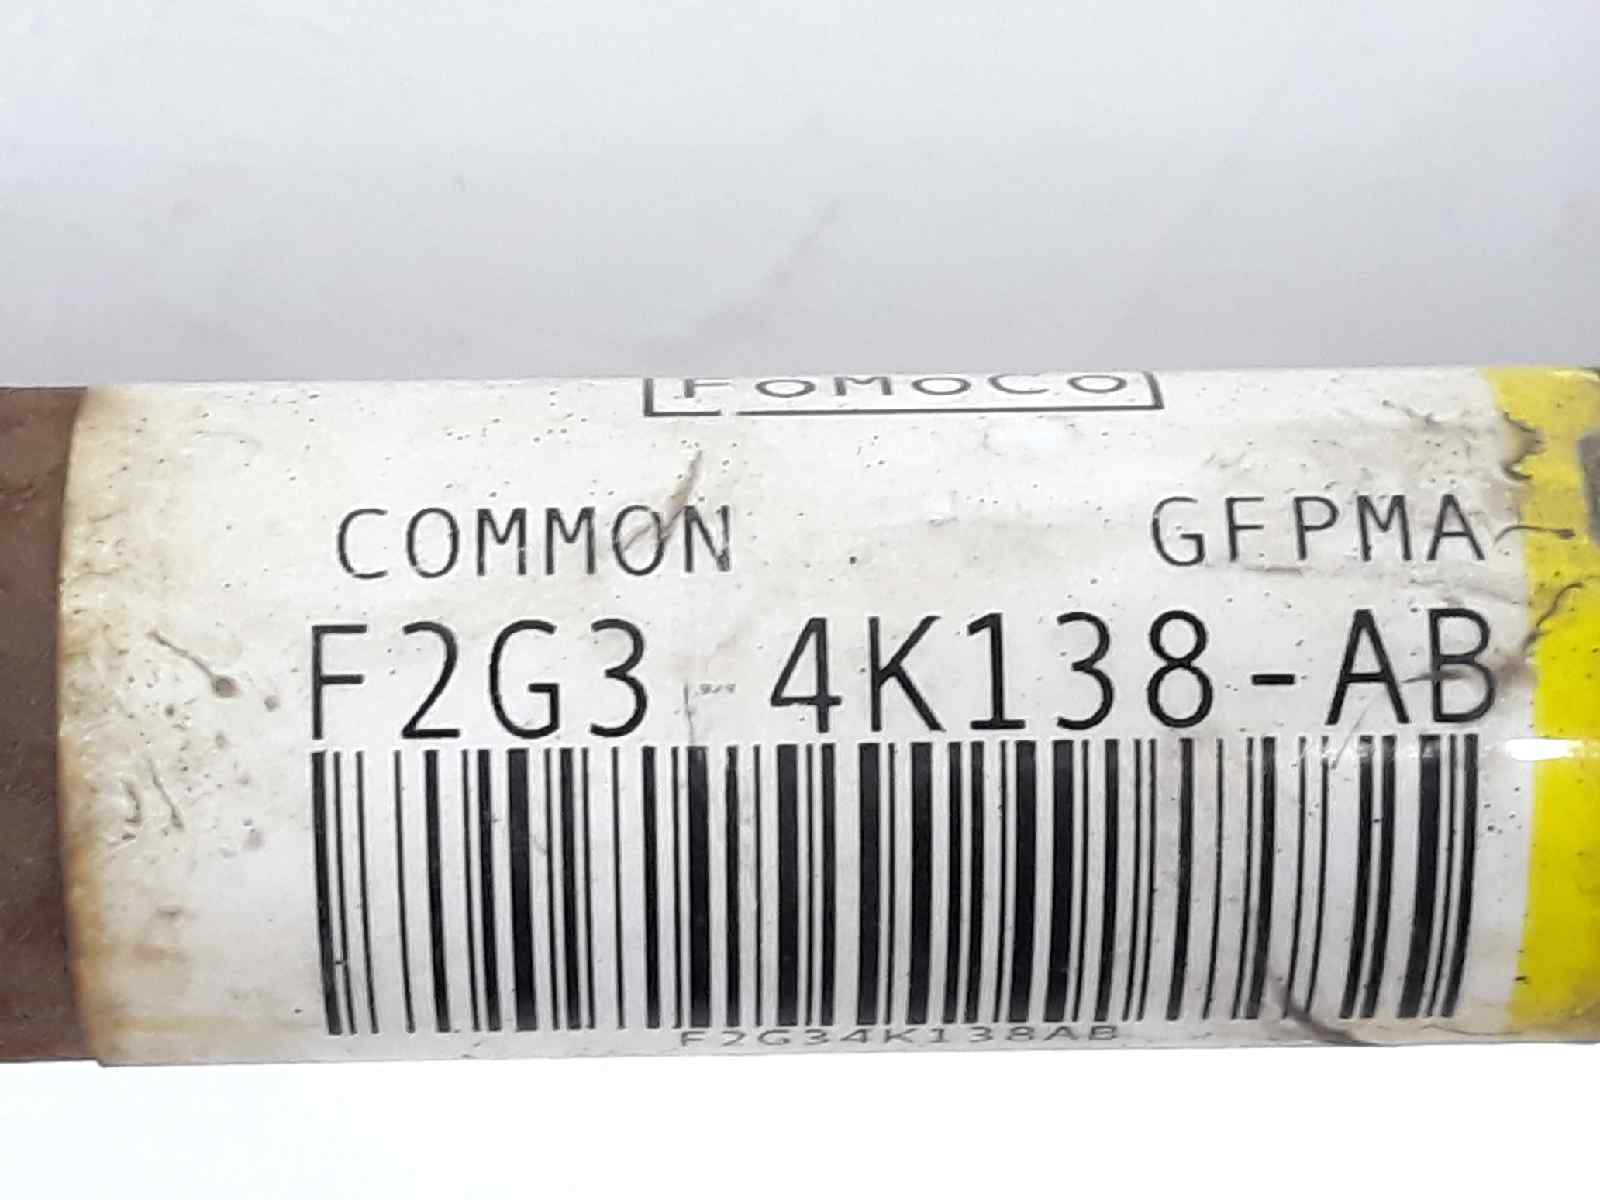 FOMOCO
COMMON GFPMA
F2G3 4K138-AB
F2G34K138AB